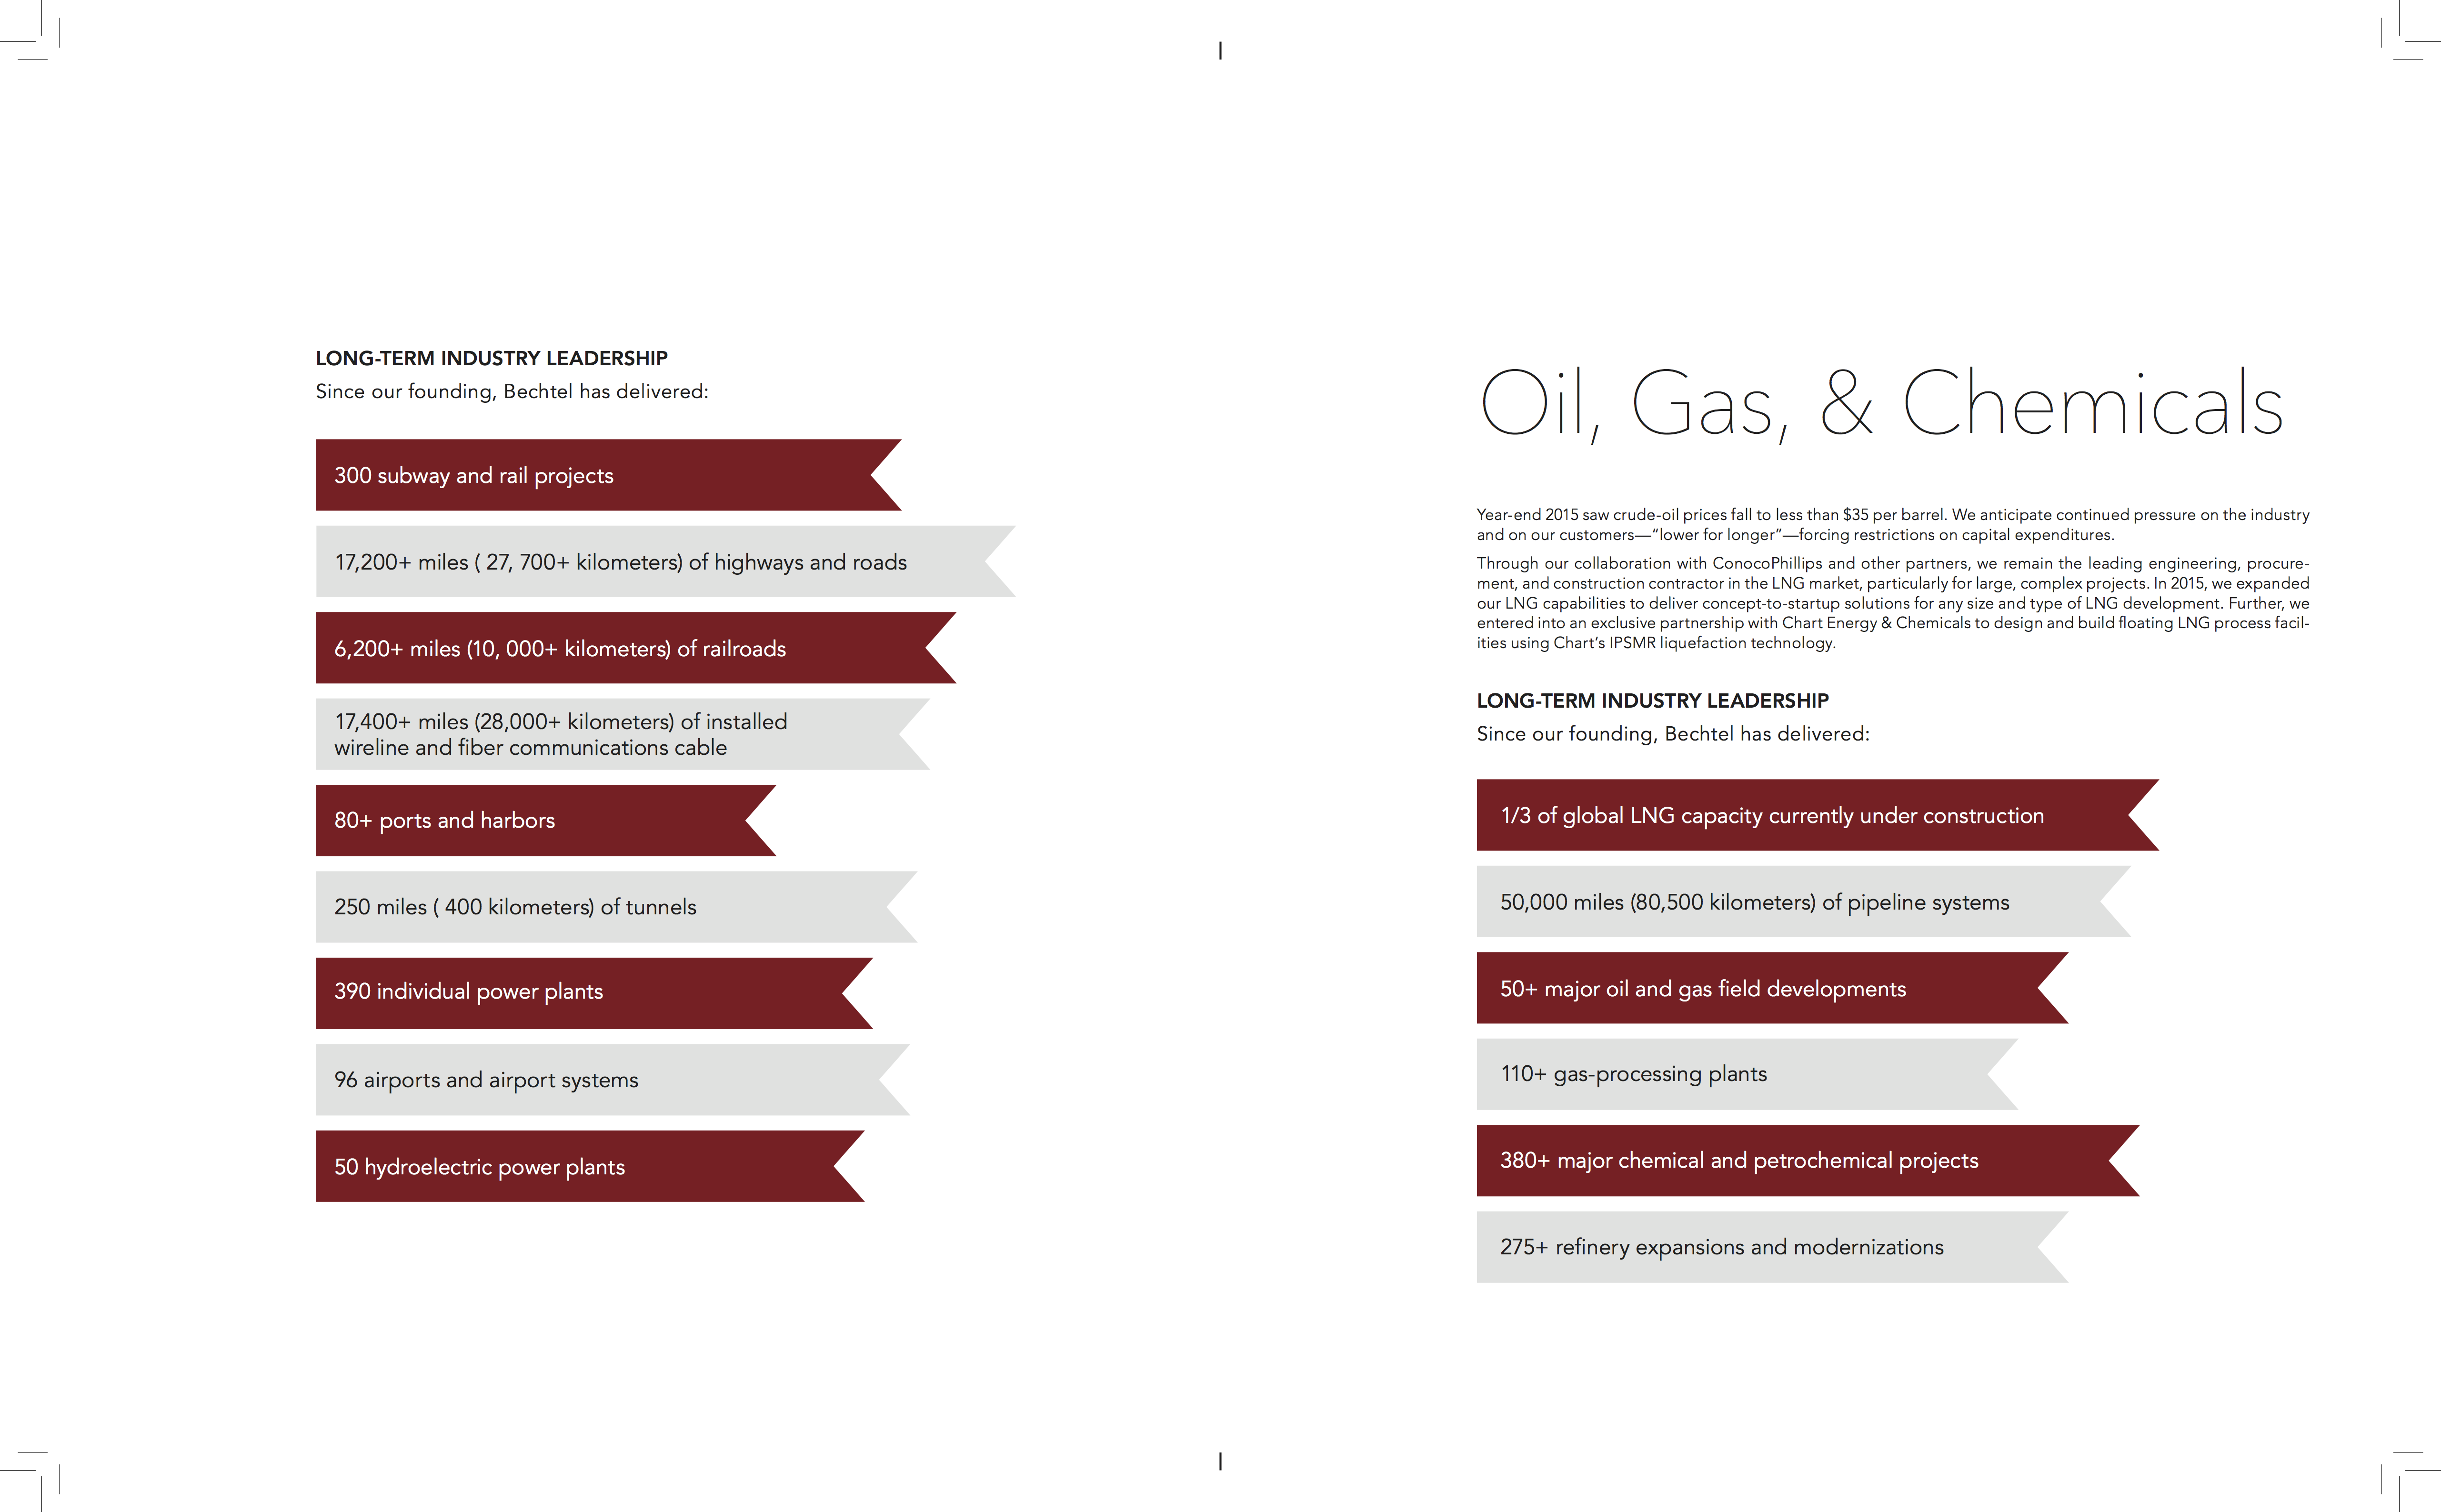 LONG-TERM INDUSTRY LEADERSHIP
Since our founding, Bechtel has delivered:
300 subway and rail projects
17,200+ miles ( 27, 700+ kilometers) of highways and roads
6,200+ miles (10, 000+ kilometers) of railroads
17,400+ miles (28,000+ kilometers) of installed
wireline and fiber communications cable
80+ ports and harbors
250 miles ( 400 kilometers) of tunnels
390 individual power plants
96 airports and airport systems
50 hydroelectric power plants
Oil, Gas, & Chemicals
Year-end 2015 saw crude-oil prices fall to less than $35 per barrel. We anticipate continued pressure on the industry
and on our customers—“lower for longer”—forcing restrictions on capital expenditures.
Through our collaboration with ConocoPhillips and other partners, we remain the leading engineering, procure-
ment, and construction contractor in the LNG market, particularly for large, complex projects. In 2015, we expanded
our LNG capabilities to deliver concept-to-startup solutions for any size and type of LNG development. Further, we
entered into an exclusive partnership with Chart Energy & Chemicals to design and build floating LNG process facil-
ities using Chart’s IPSMR liquefaction technology.
LONG-TERM INDUSTRY LEADERSHIP
Since our founding, Bechtel has delivered:
1/3 of global LNG capacity currently under construction
50,000 miles (80,500 kilometers) of pipeline systems
50+ major oil and gas field developments
110+ gas-processing plants
380+ major chemical and petrochemical projects
275+ refinery expansions and modernizations